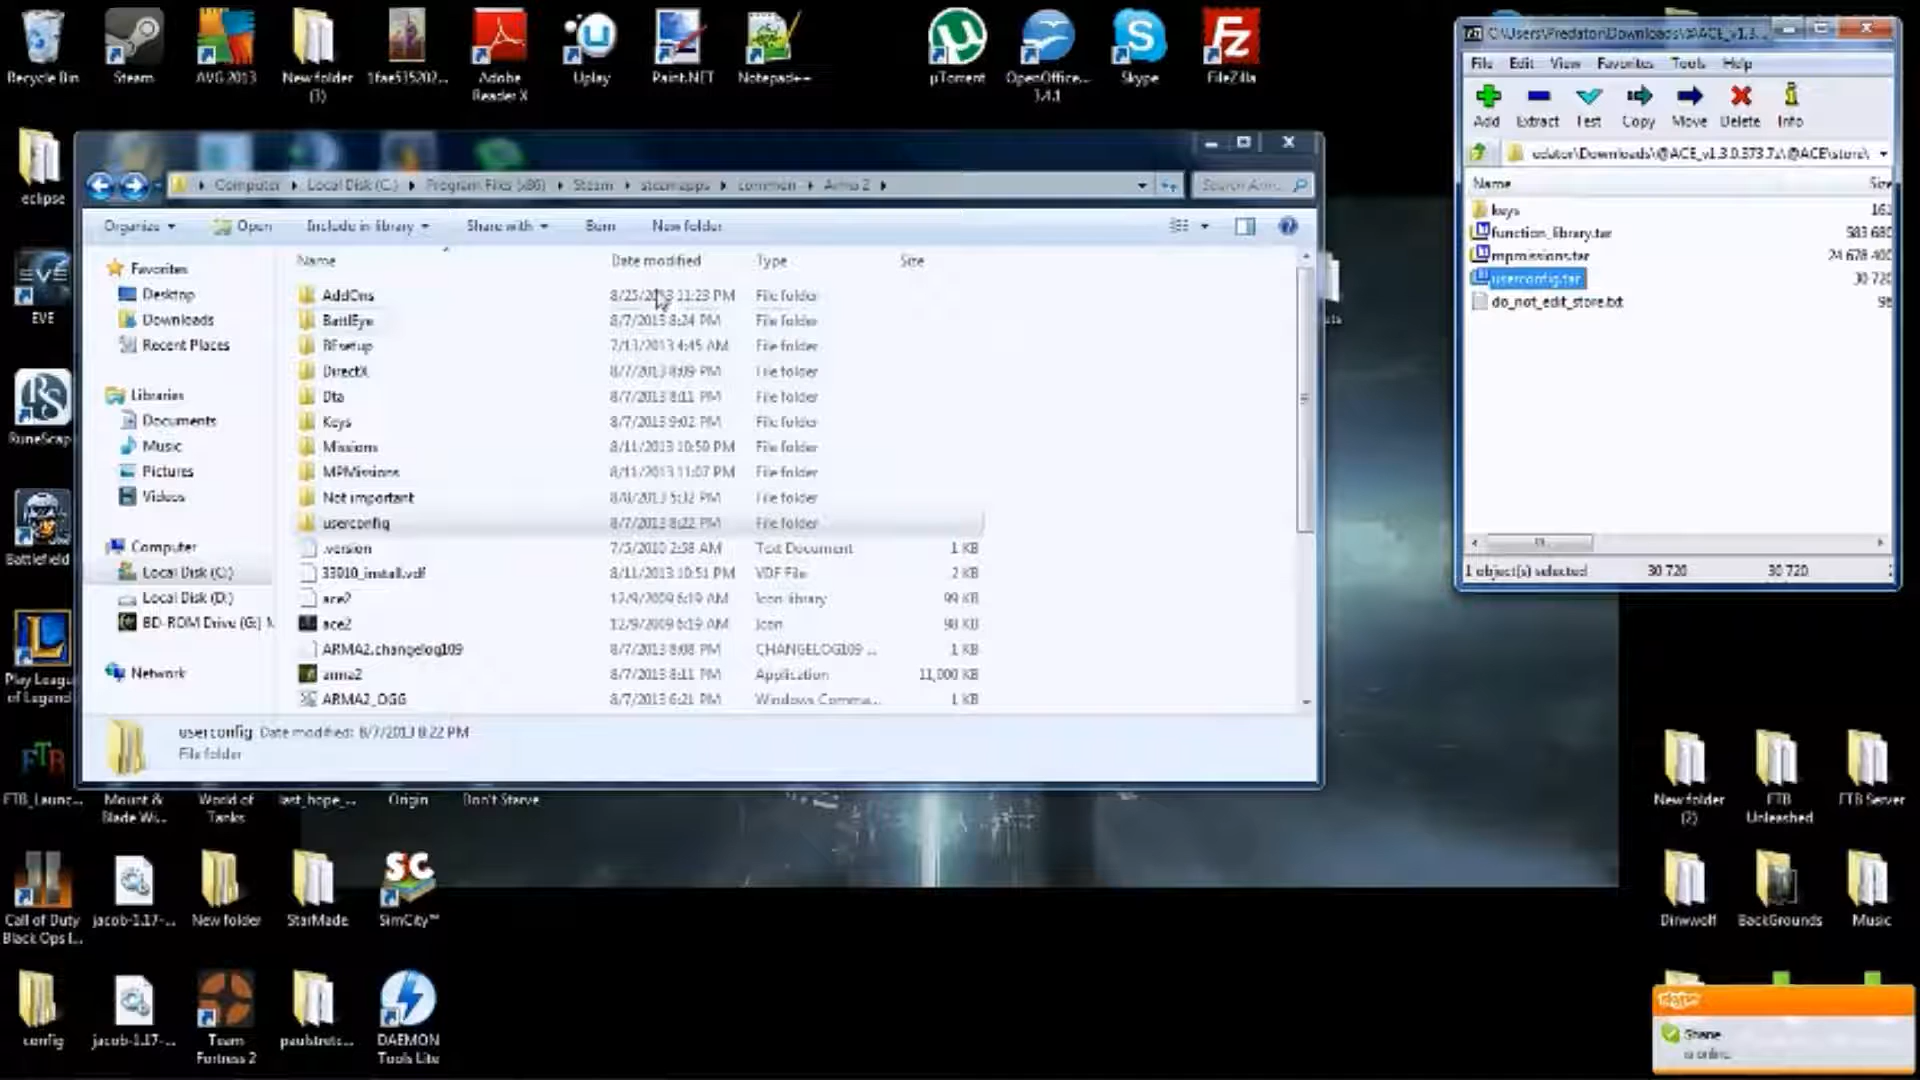 Recycle Bin
Steam
AVG 2013
New folder
(3)
1fae515202...
Adobe
Reader X
Uplay
Paint.NET
Notepad++
µTorrent
OpenOffice...
3.4.1
Skype
FileZilla
eclipse
EVE
RuneScap
Battlefield
Play Leagu
of Legend
Computer
Local Disk (C:)
Program Files (x86)
Steam
steamapps
common
Arma 2
Search Arm...
Organize
Open
Include in library
Share with
Burn
New folder
Favorites
Desktop
Downloads
Recent Places
Libraries
Documents
Music
Pictures
Videos
Computer
Local Disk (C:)
Local Disk (D:)
BD-ROM Drive (G:) M
Network
Name Date modified Type Size
AddOns 11:23 PM File folder
BattlEye 8/7/2013 8:24 PM File folder
BEsetup 7/13/2013 4:45 AM File folder
DirectX 8/7/2013 8:09 PM File folder
Dta 8/7/2013 8:11 PM File folder
Keys 8/7/2013 9:02 PM File folder
Missions 8/11/2013 10:50 PM File folder
MPMissions 8/11/2013 11:07 PM File folder
Not important 8/8/2013 5:32 PM File folder
userconfig 8/7/2013 8:22 PM File folder
.version 7/5/2010 2:58 AM Text Document 1 KB
33910_install.vdf 8/11/2013 10:51 PM VDF File 2 KB
ace2 12/9/2009 6:19 AM Icon library 99 KB
ace2 12/9/2009 6:19 AM Icon 98 KB
ARMA2.changelog109 8/7/2013 8:08 PM CHANGELOG109 ... 1 KB
arma2 8/7/2013 8:11 PM Application 11,000 KB
ARMA2_OGG 8/7/2013 6:21 PM Windows Comma... 1 KB
userconfig Date modified: 8/7/2013 8:22 PM
File folder
C:\Users\Predator\Downloads\@ACE_v1.3...
File Edit View Favorites Tools Help
Add Extract Test Copy Move Delete Info
edator\Downloads\@ACE_v1.3.0.373.7z\@ACE\store\
Name Size
keys 161
function_library.tar 583 680
mpmissions.tar 24 678 400
userconfig.tar 30 720
do_not_edit_store.txt 96
1 object(s) selected 30 720 30 720
FTB_Launc...
Mount &
Blade Wi...
World of
Tanks
last_hope_...
Origin
Don't Starve
Call of Duty
Black Ops I...
jacob-1.17-...
New folder
StarMade
SimCity™
config
jacob-1.17-...
Team
Fortress 2
paulstretc...
DAEMON
Tools Lite
New folder
(2)
FTB
Unleashed
FTB Server
Direwolf
BackGrounds
Music
skype
Shane
is online